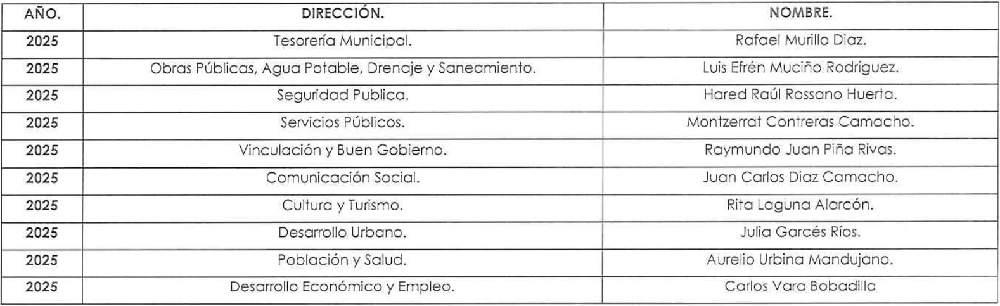 AÑO. DIRECCIÓN. NOMBRE.
2025 Tesorería Municipal. Rafael Murillo Diaz.
2025 Obras Públicas, Agua Potable, Drenaje y Saneamiento. Luis Efrén Muciño Rodríguez.
2025 Seguridad Publica. Hared Raúl Rossano Huerta.
2025 Servicios Públicos. Montzerrat Contreras Camacho.
2025 Vinculación y Buen Gobierno. Raymundo Juan Piña Rivas.
2025 Comunicación Social. Juan Carlos Diaz Camacho.
2025 Cultura y Turismo. Rita Laguna Alarcón.
2025 Desarrollo Urbano. Julia Garcés Ríos.
2025 Población y Salud. Aurelio Urbina Mandujano.
2025 Desarrollo Económico y Empleo. Carlos Vara Bobadilla